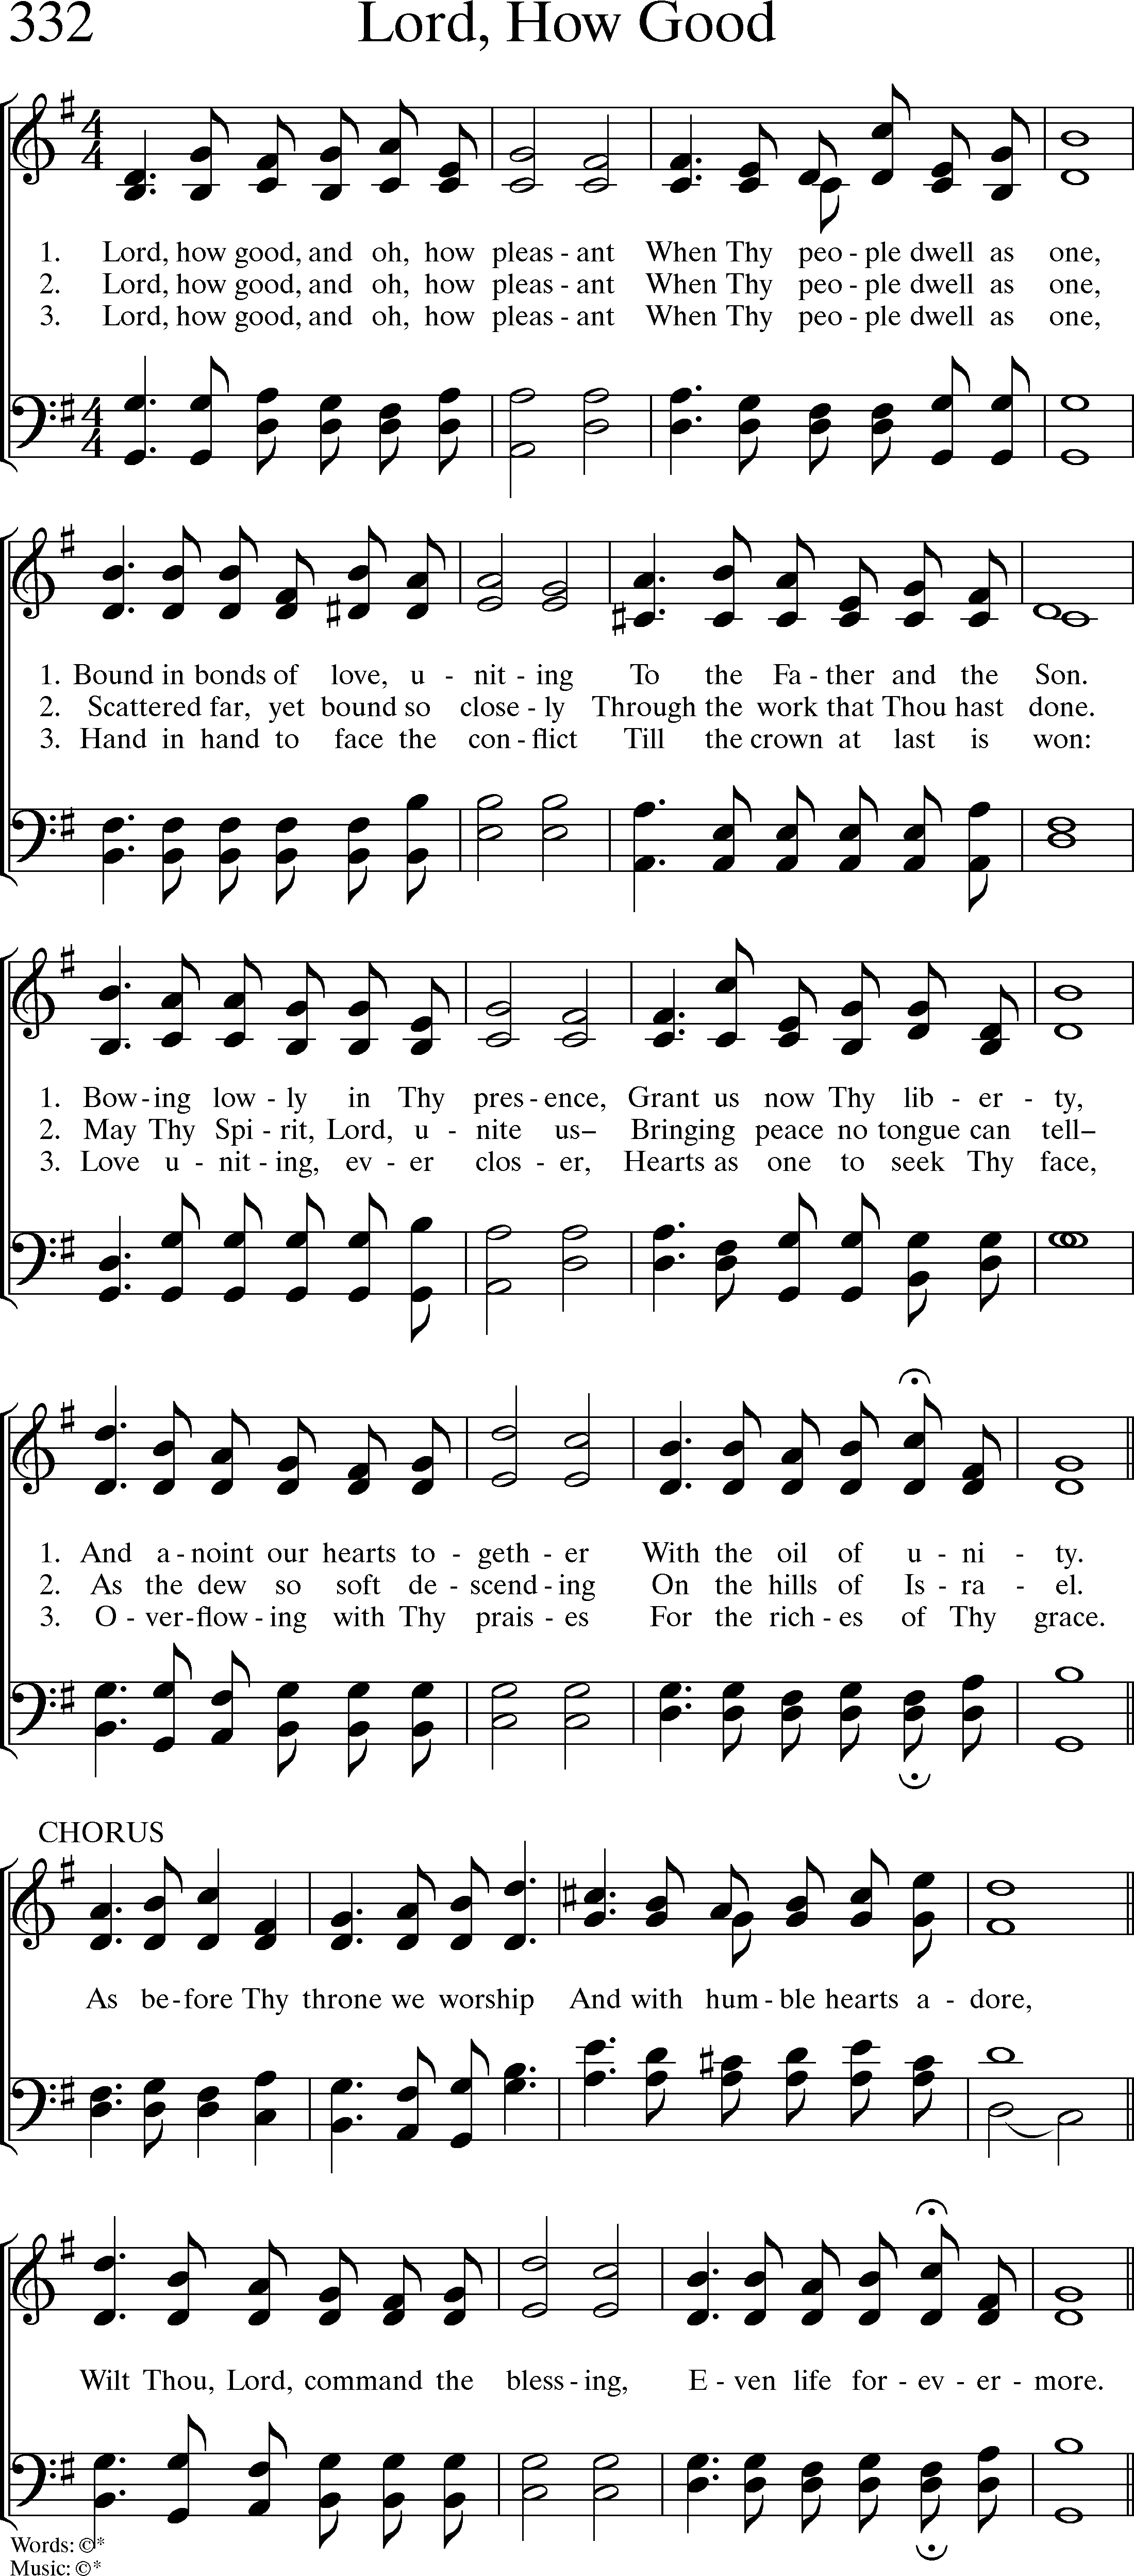 332 Lord, How Good
4 4
1. Lord, how good, and oh, how pleas - ant When Thy peo - ple dwell as one,
2. Lord, how good, and oh, how pleas - ant When Thy peo - ple dwell as one,
3. Lord, how good, and oh, how pleas - ant When Thy peo - ple dwell as one,
4 4
1. Bound in bonds of love, u - nit - ing To the Fa - ther and the Son.
2. Scattered far, yet bound so close - ly Through the work that Thou hast done.
3. Hand in hand to face the con - flict Till the crown at last is won:
1. Bow - ing low - ly in Thy pres - ence, Grant us now Thy lib - er - ty,
2. May Thy Spi - rit, Lord, u - nite us– Bringing peace no tongue can tell–
3. Love u - nit - ing, ev - er clos - er, Hearts as one to seek Thy face,
1. And a - noint our hearts to - geth - er With the oil of u - ni - ty.
2. As the dew so soft de - scend - ing On the hills of Is - ra - el.
3. O - ver - flow - ing with Thy prais - es For the rich - es of Thy grace.
CHORUS
As be - fore Thy throne we worship And with hum - ble hearts a - dore,
Wilt Thou, Lord, command the bless - ing, E - ven life for - ev - er - more.
Words: ©*
Music: ©*